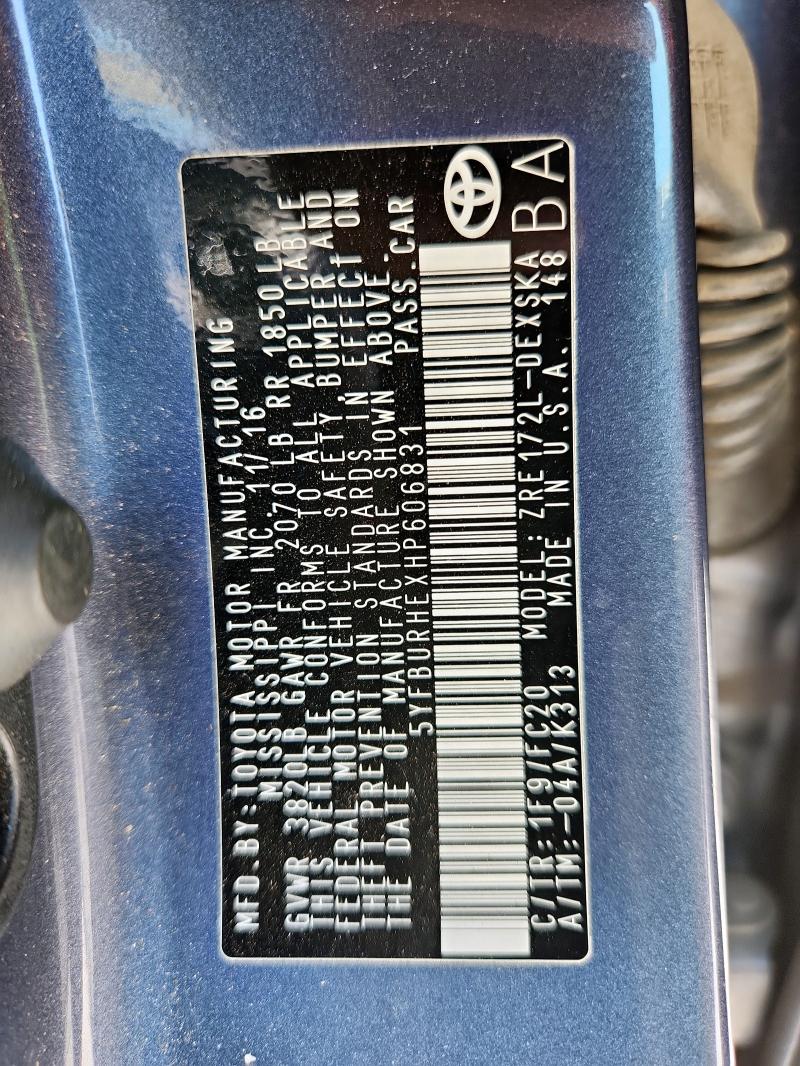 MFD.BY:TOYOTA MOTOR MANUFACTURING
MISSISSIPPI INC 11/16
GVWR 3820LB GAWR FR 2070 LB RR 1850 LB
THIS VEHICLE CONFORMS TO ALL APPLICABLE
FEDERAL MOTOR VEHICLE SAFETY, BUMPER AND
THEFT PREVENTION STANDARDS IN EFFECT ON
THE DATE OF MANUFACTURE SHOWN ABOVE.
5YFBURHEXHP606831 PASS.CAR
C/TR:1F9/FC20 MODEL:ZRE172L-DEXSKA
A/TM:-04A/K313 MADE IN U.S.A. 148
BA